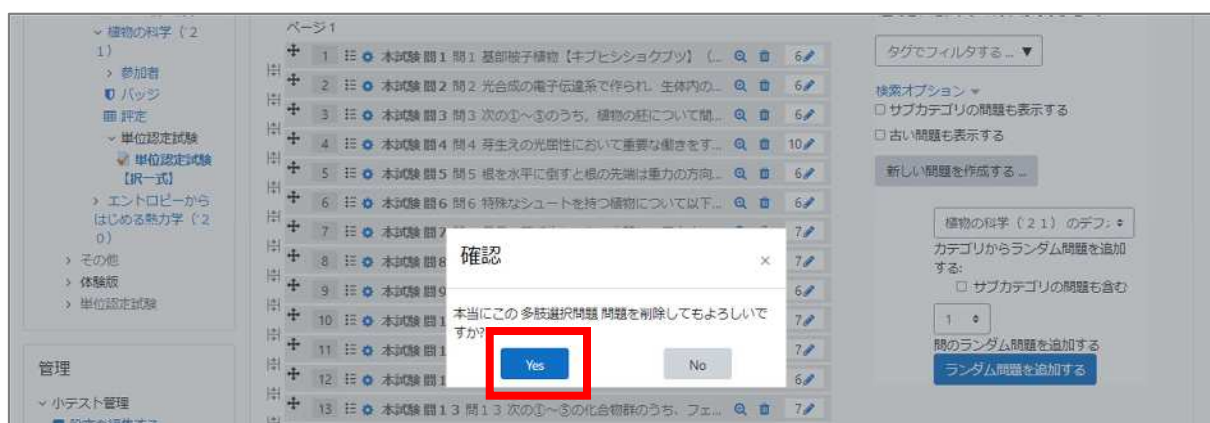 植物の科学（'2
1）
参加者
バッジ
評定
単位認定試験
単位認定試験
【択一式】
エントロピーから
はじめる熱力学（'2
0）
その他
体験版
単位認定試験
管理
小テスト管理
ページ 1
1 本試験 問1 問1 基部被子植物【キブヒシショクブツ】（... 6
2 本試験 問2 問2 光合成の電子伝達系で作られ、生体内の... 6
3 本試験 問3 問3 次の①～⑤のうち、植物の胚について間... 6
4 本試験 問4 問4 芽生えの光屈性において重要な働きをす... 10
5 本試験 問5 問5 根を水平に倒すと根の先端は重力の方向... 6
6 本試験 問6 問6 特殊なシュートを持つ植物について以下... 6
7 本試験 問7 7
8 本試験 問8 7
9 本試験 問9 6
10 本試験 問1 7
11 本試験 問1 7
12 本試験 問1 6
13 本試験 問13 問13 次の①～⑤の化合物群のうち、フェ... 7
確認
×
本当にこの 多肢選択問題 問題を削除してもよろしいで
すか?
Yes
No
タグでフィルタする ... ▼
検索オプション
サブカテゴリの問題も表示する
古い問題も表示する
新しい問題を作成する ...
植物の科学（'21）のデフ
カテゴリからランダム問題を追加
する:
サブカテゴリの問題も含む
1
問のランダム問題を追加する
ランダム問題を追加する